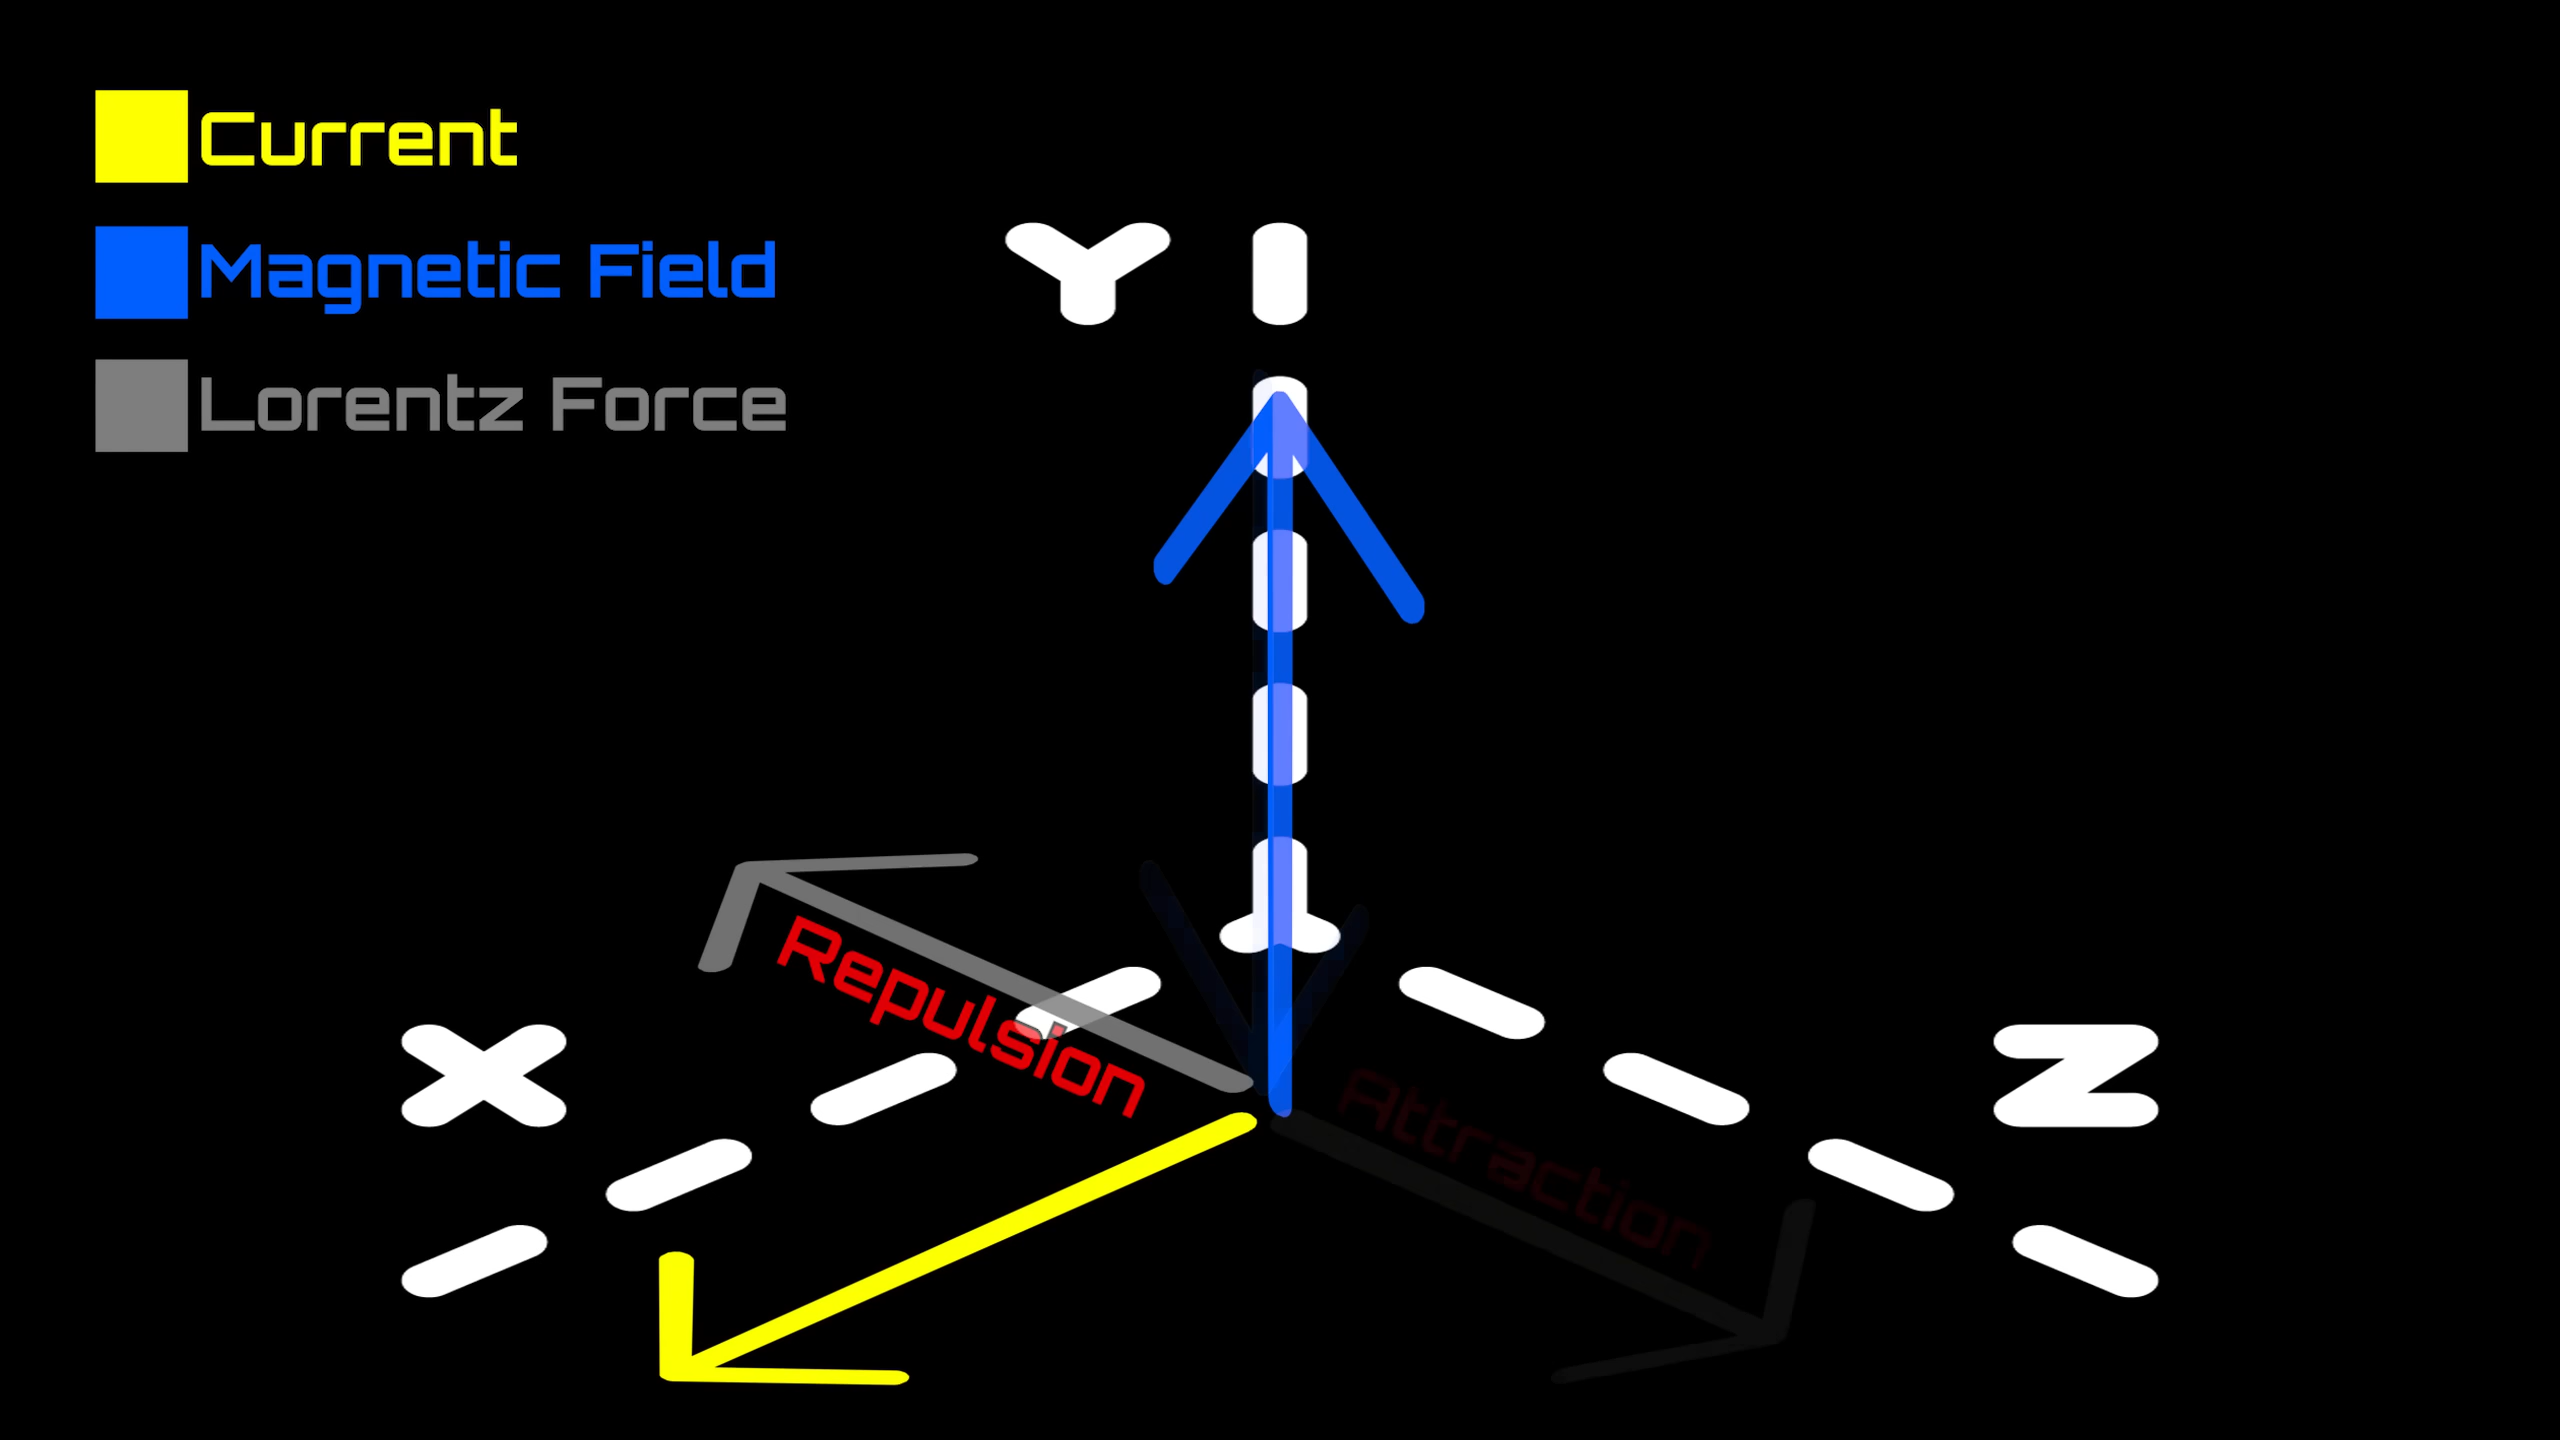 Current
Magnetic Field
Lorentz Force
Y
X
Z
Repulsion
Attraction